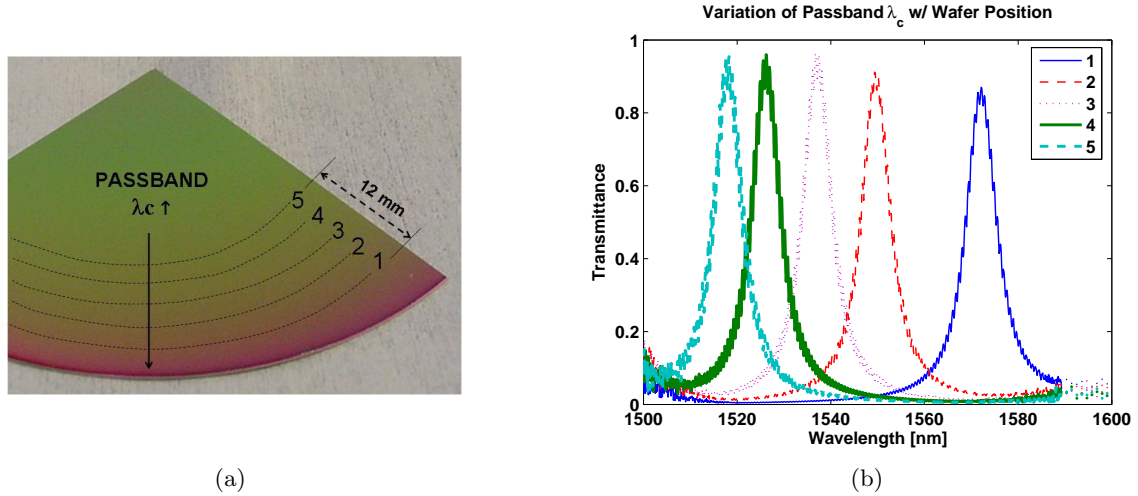 PASSBAND
λc ↑
12 mm
5
4
3
2
1
(a)
Variation of Passband λc w/ Wafer Position
Transmittance
1
0.8
0.6
0.4
0.2
0
1500 1520 1540 1560 1580 1600
Wavelength [nm]
1
2
3
4
5
(b)